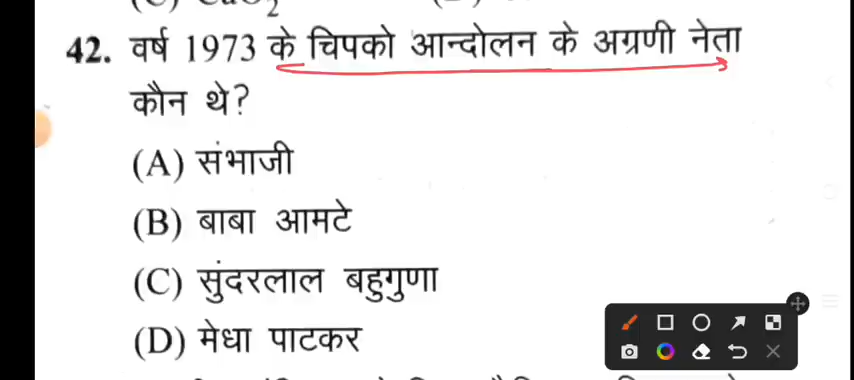 42. वर्ष 1973 के चिपको आन्दोलन के अग्रणी नेता
कौन थे?
(A) संभाजी
(B) बाबा आमटे
(C) सुंदरलाल बहुगुणा
(D) मेधा पाटकर